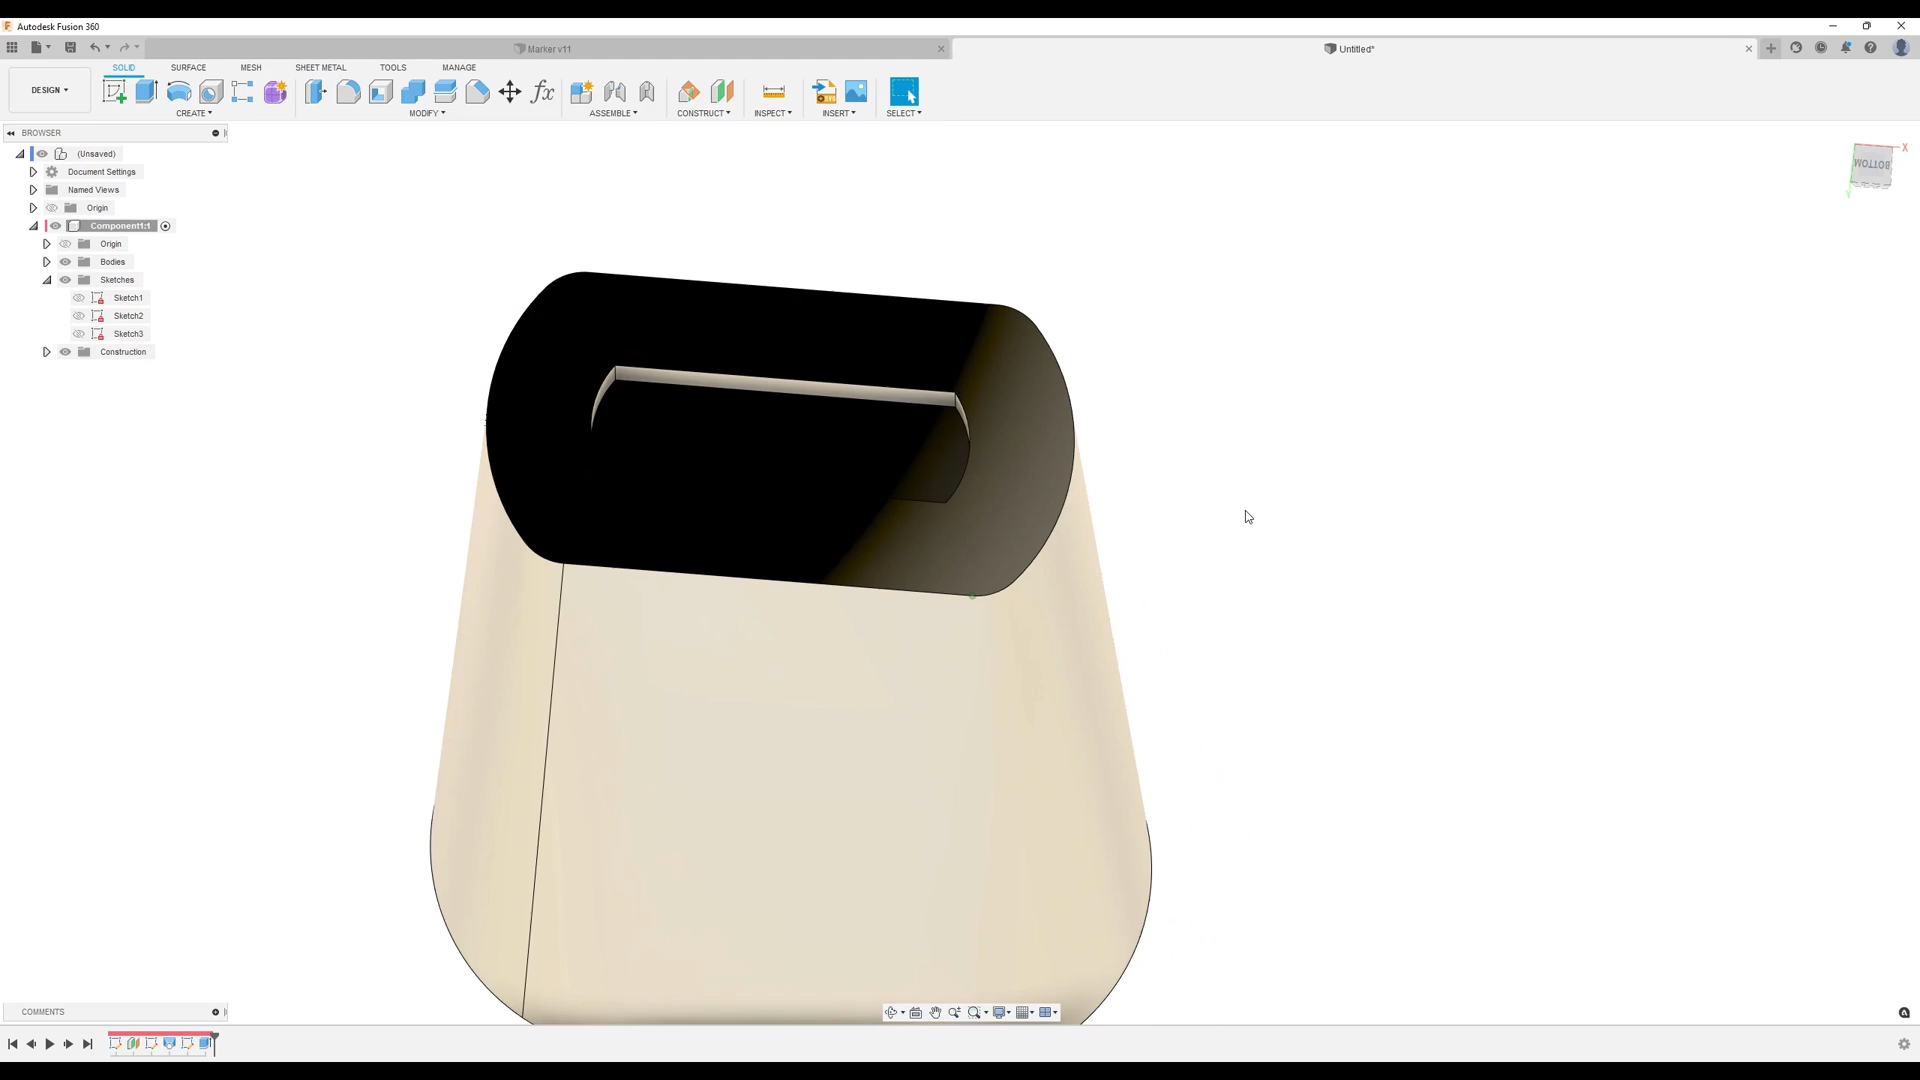 Autodesk Fusion 360
Marker v11
Untitled*
DESIGN
SOLID
SURFACE
MESH
SHEET METAL
TOOLS
MANAGE
CREATE
MODIFY
ASSEMBLE
CONSTRUCT
INSPECT
INSERT
SELECT
BROWSER
(Unsaved)
Document Settings
Named Views
Origin
Component1:1
Origin
Bodies
Sketches
Sketch1
Sketch2
Sketch3
Construction
BOTTOM
X
Y
COMMENTS